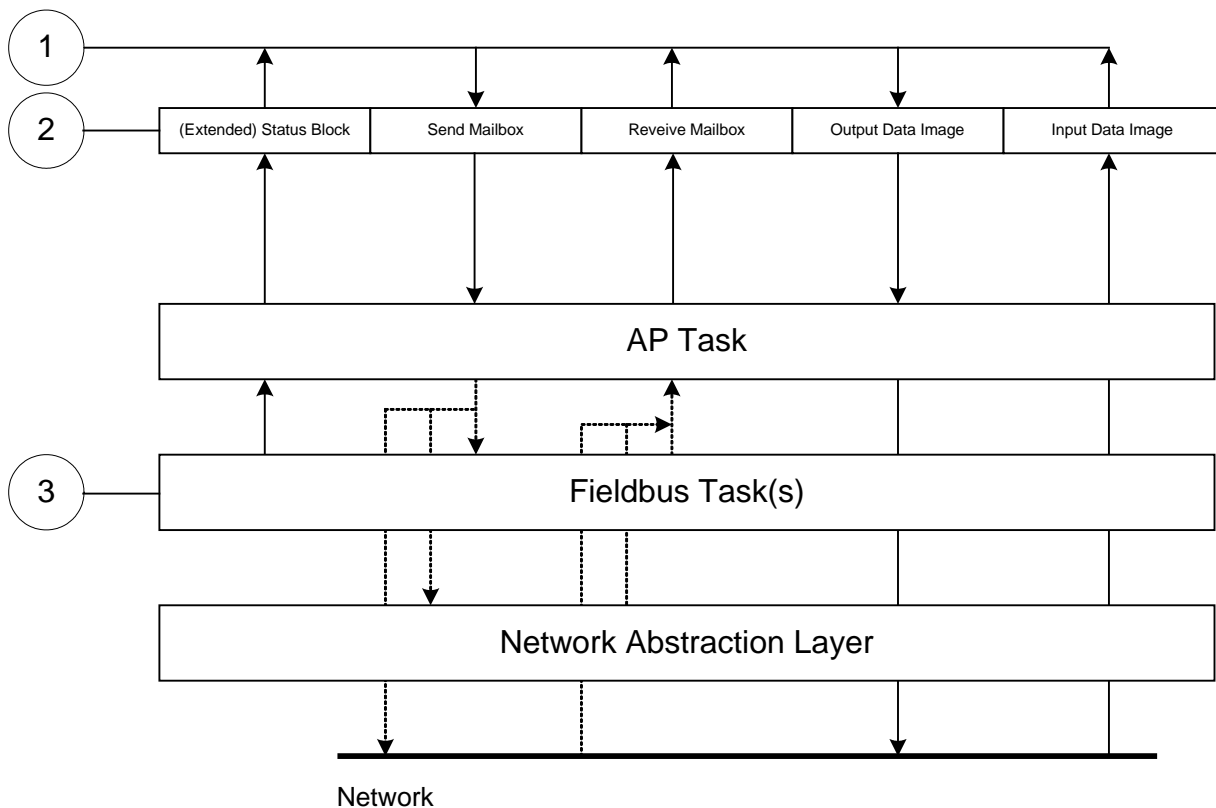 1
2
(Extended) Status Block
Send Mailbox
Reveive Mailbox
Output Data Image
Input Data Image
AP Task
3
Fieldbus Task(s)
Network Abstraction Layer
Network